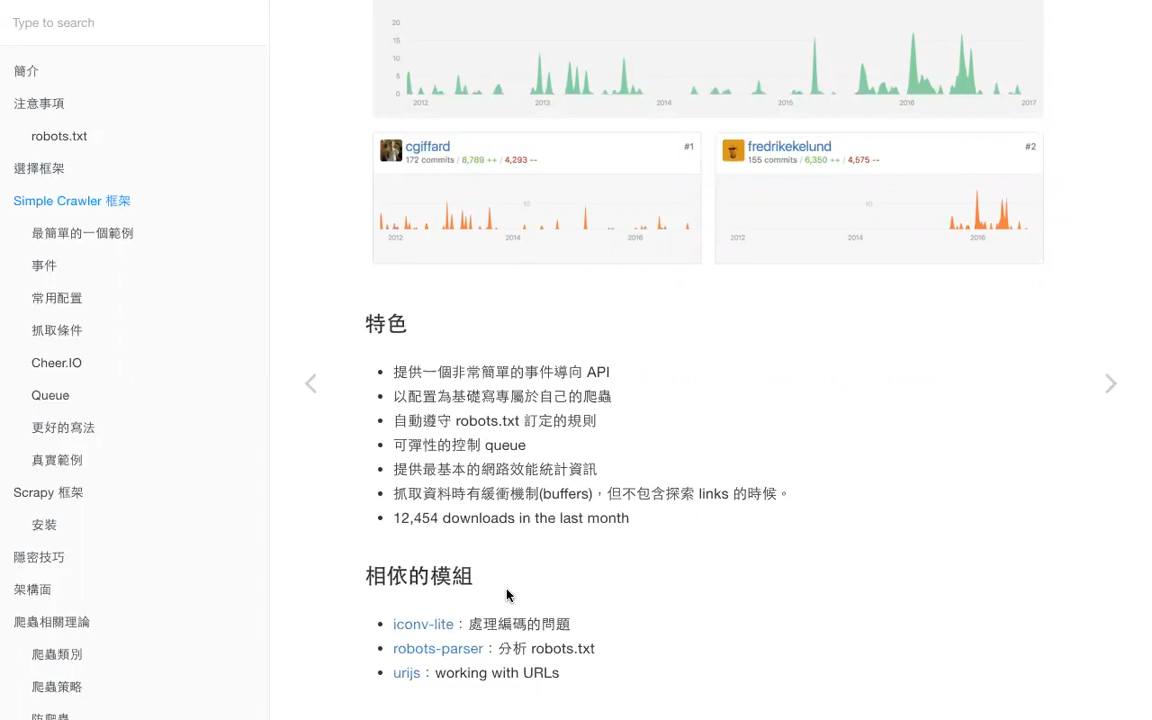 Type to search
簡介
注意事項
robots.txt
選擇框架
Simple Crawler 框架
最簡單的一個範例
事件
常用配置
抓取條件
Cheer.IO
Queue
更好的寫法
真實範例
Scrapy 框架
安裝
隱密技巧
架構面
爬蟲相關理論
爬蟲類別
爬蟲策略
防爬蟲
20
15
10
5
0
2012 2013 2014 2015 2016 2017
cgiffard #1
172 commits / 8,769 ++ / 4,293 --
10
2012 2014 2016
fredrikekelund #2
155 commits / 6,350 ++ / 4,575 --
10
2012 2014 2016
特色
提供一個非常簡單的事件導向 API
以配置為基礎寫專屬於自己的爬蟲
自動遵守 robots.txt 訂定的規則
可彈性的控制 queue
提供最基本的網路效能統計資訊
抓取資料時有緩衝機制(buffers)，但不包含探索 links 的時候。
12,454 downloads in the last month
相依的模組
iconv-lite：處理編碼的問題
robots-parser：分析 robots.txt
urijs：working with URLs